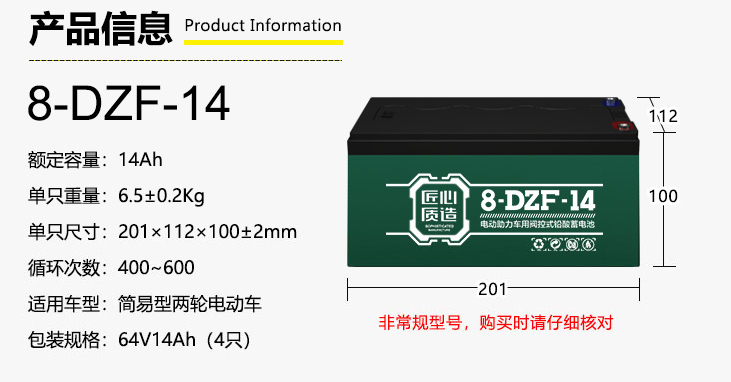 产品信息 Product Information
8-DZF-14
额定容量：14Ah
单只重量：6.5±0.2Kg
单只尺寸：201×112×100±2mm
循环次数：400~600
适用车型：简易型两轮电动车
包装规格：64V14Ah（4只）
112
100
201
匠心
质造
SOPHISTICATED
MANUFACTURE
8-DZF-14
电动助力车用阀控式铅酸蓄电池
非常规型号，购买时请仔细核对